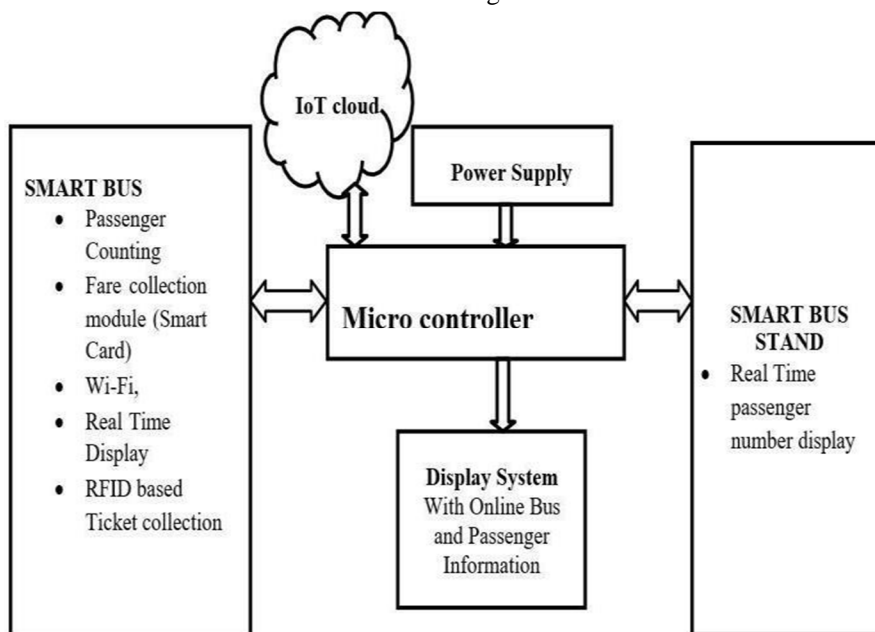 IoT cloud
Power Supply
SMART BUS
• Passenger
Counting
• Fare collection
module (Smart
Card)
• Wi-Fi,
• Real Time
Display
• RFID based
Ticket collection
Micro controller
SMART BUS
STAND
• Real Time
passenger
number display
Display System
With Online Bus
and Passenger
Information